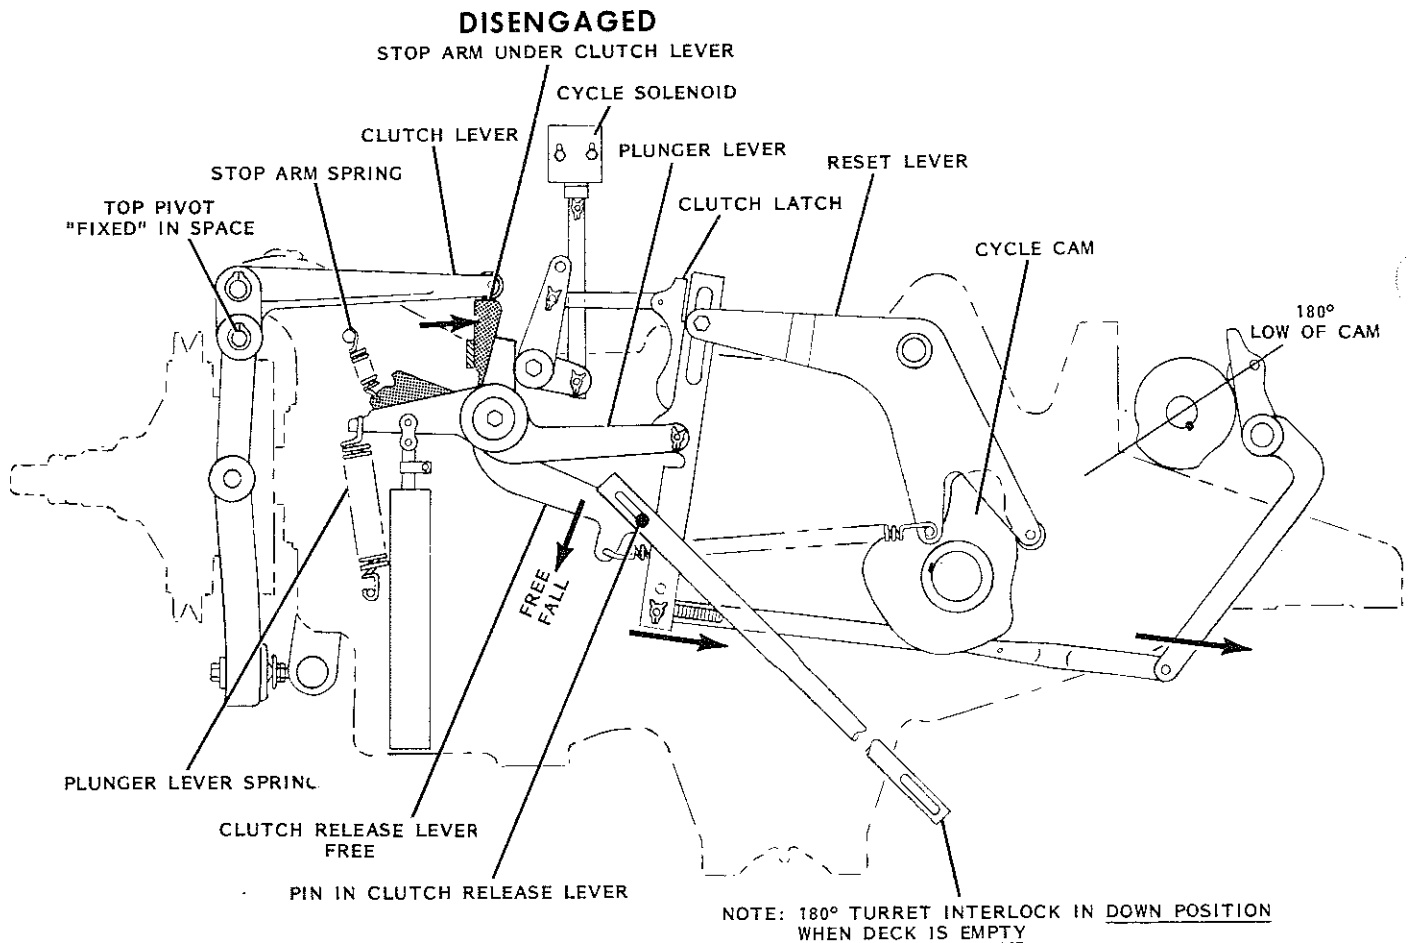 DISENGAGED
STOP ARM UNDER CLUTCH LEVER
CYCLE SOLENOID
CLUTCH LEVER
PLUNGER LEVER
RESET LEVER
STOP ARM SPRING
CLUTCH LATCH
TOP PIVOT
"FIXED" IN SPACE
CYCLE CAM
180°
LOW OF CAM
FREE
FALL
PLUNGER LEVER SPRING
CLUTCH RELEASE LEVER
FREE
PIN IN CLUTCH RELEASE LEVER
NOTE: 180° TURRET INTERLOCK IN DOWN POSITION
WHEN DECK IS EMPTY